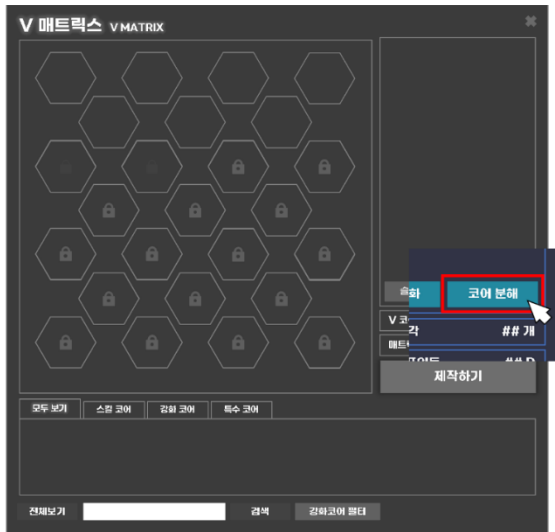 V 매트릭스 V MATRIX
화
코어 분해
V 코
각
## 개
매트
## P
제작하기
모두 보기
스킬 코어
강화 코어
특수 코어
전체보기
검색
강화코어 필터